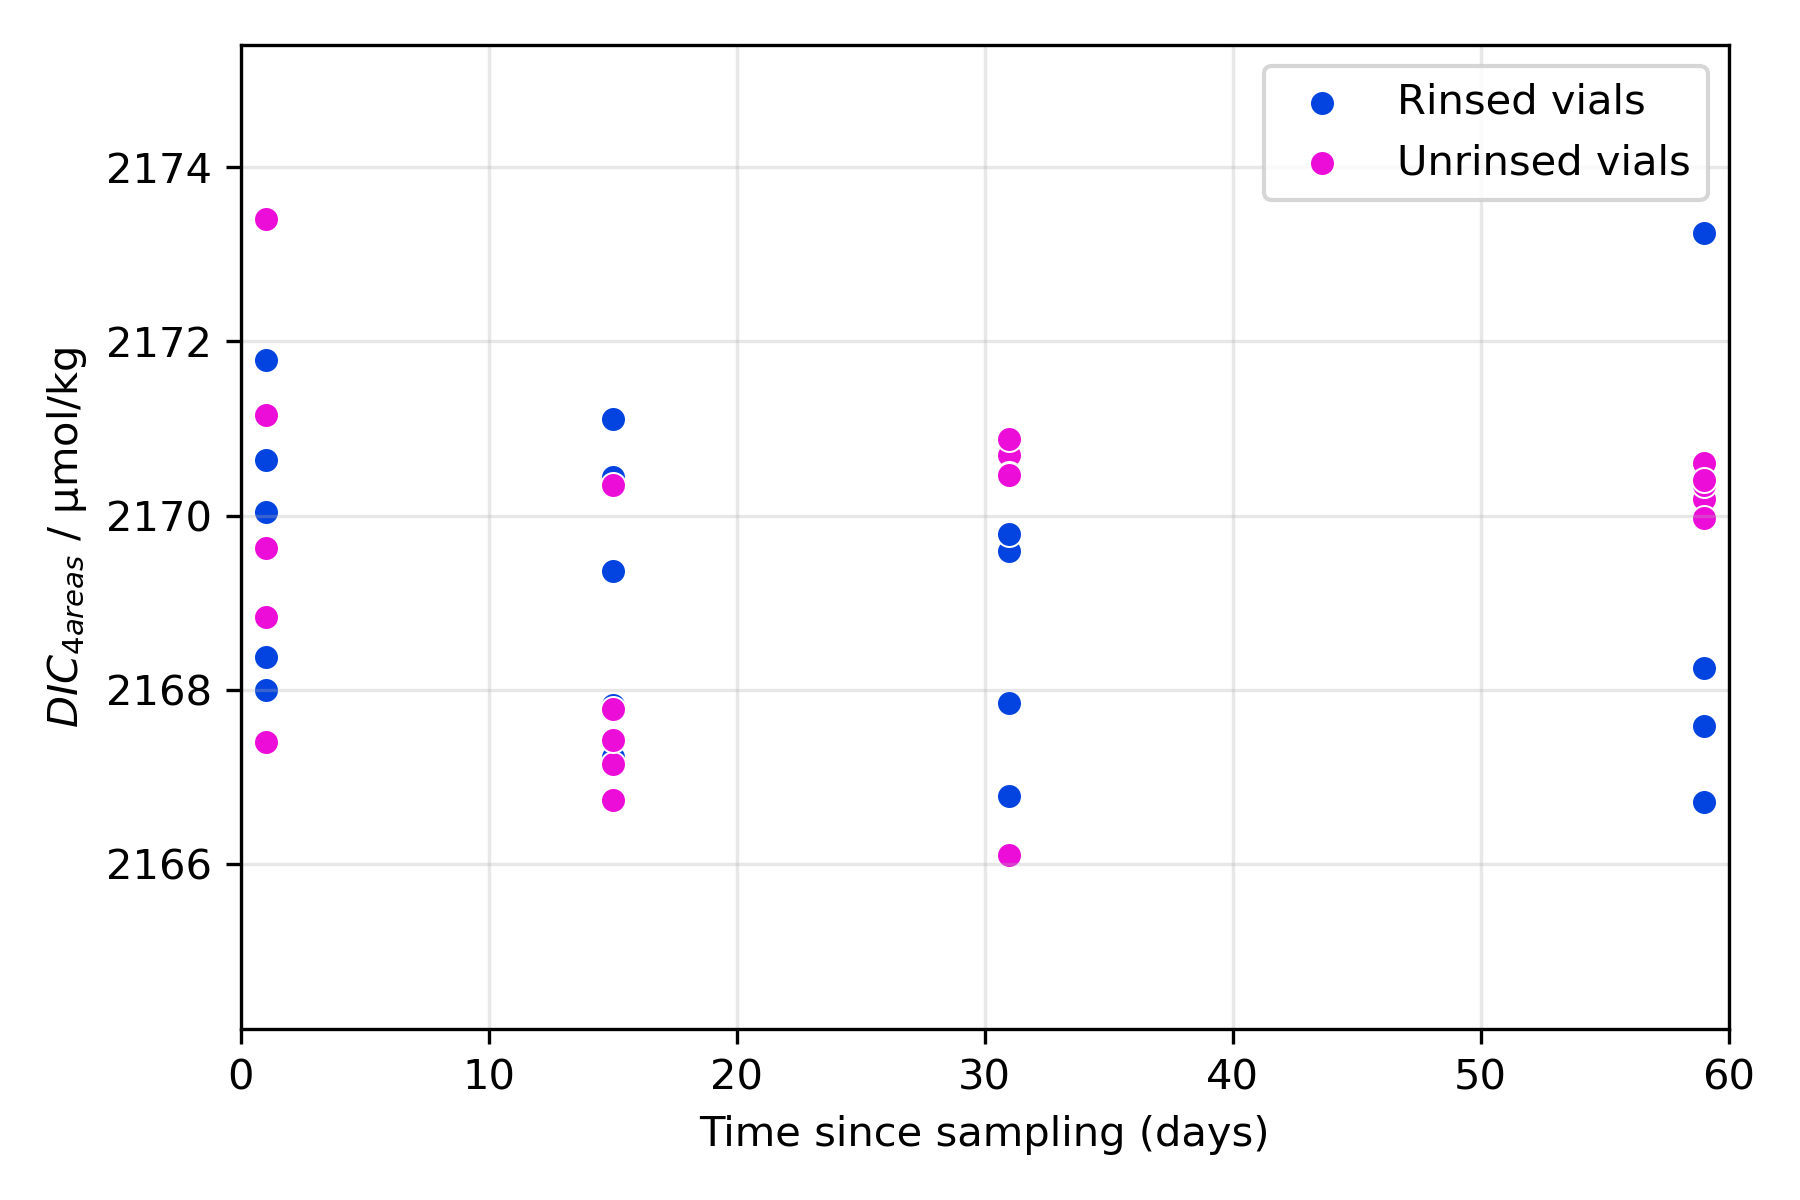 Rinsed vials
Unrinsed vials
2174
2172
2170
2168
2166
DIC4areas / µmol/kg
0 10 20 30 40 50 60
Time since sampling (days)